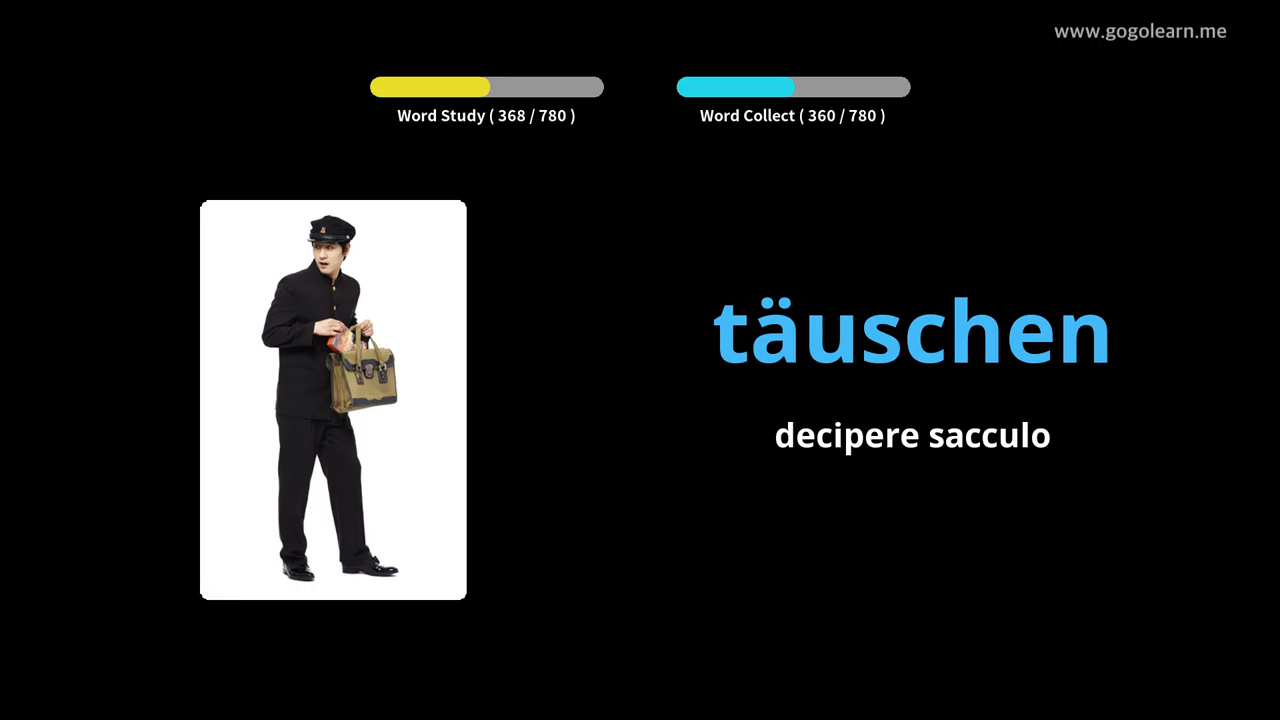 www.gogolearn.me
Word Study ( 368 / 780 )
Word Collect ( 360 / 780 )
täuschen
decipere sacculo